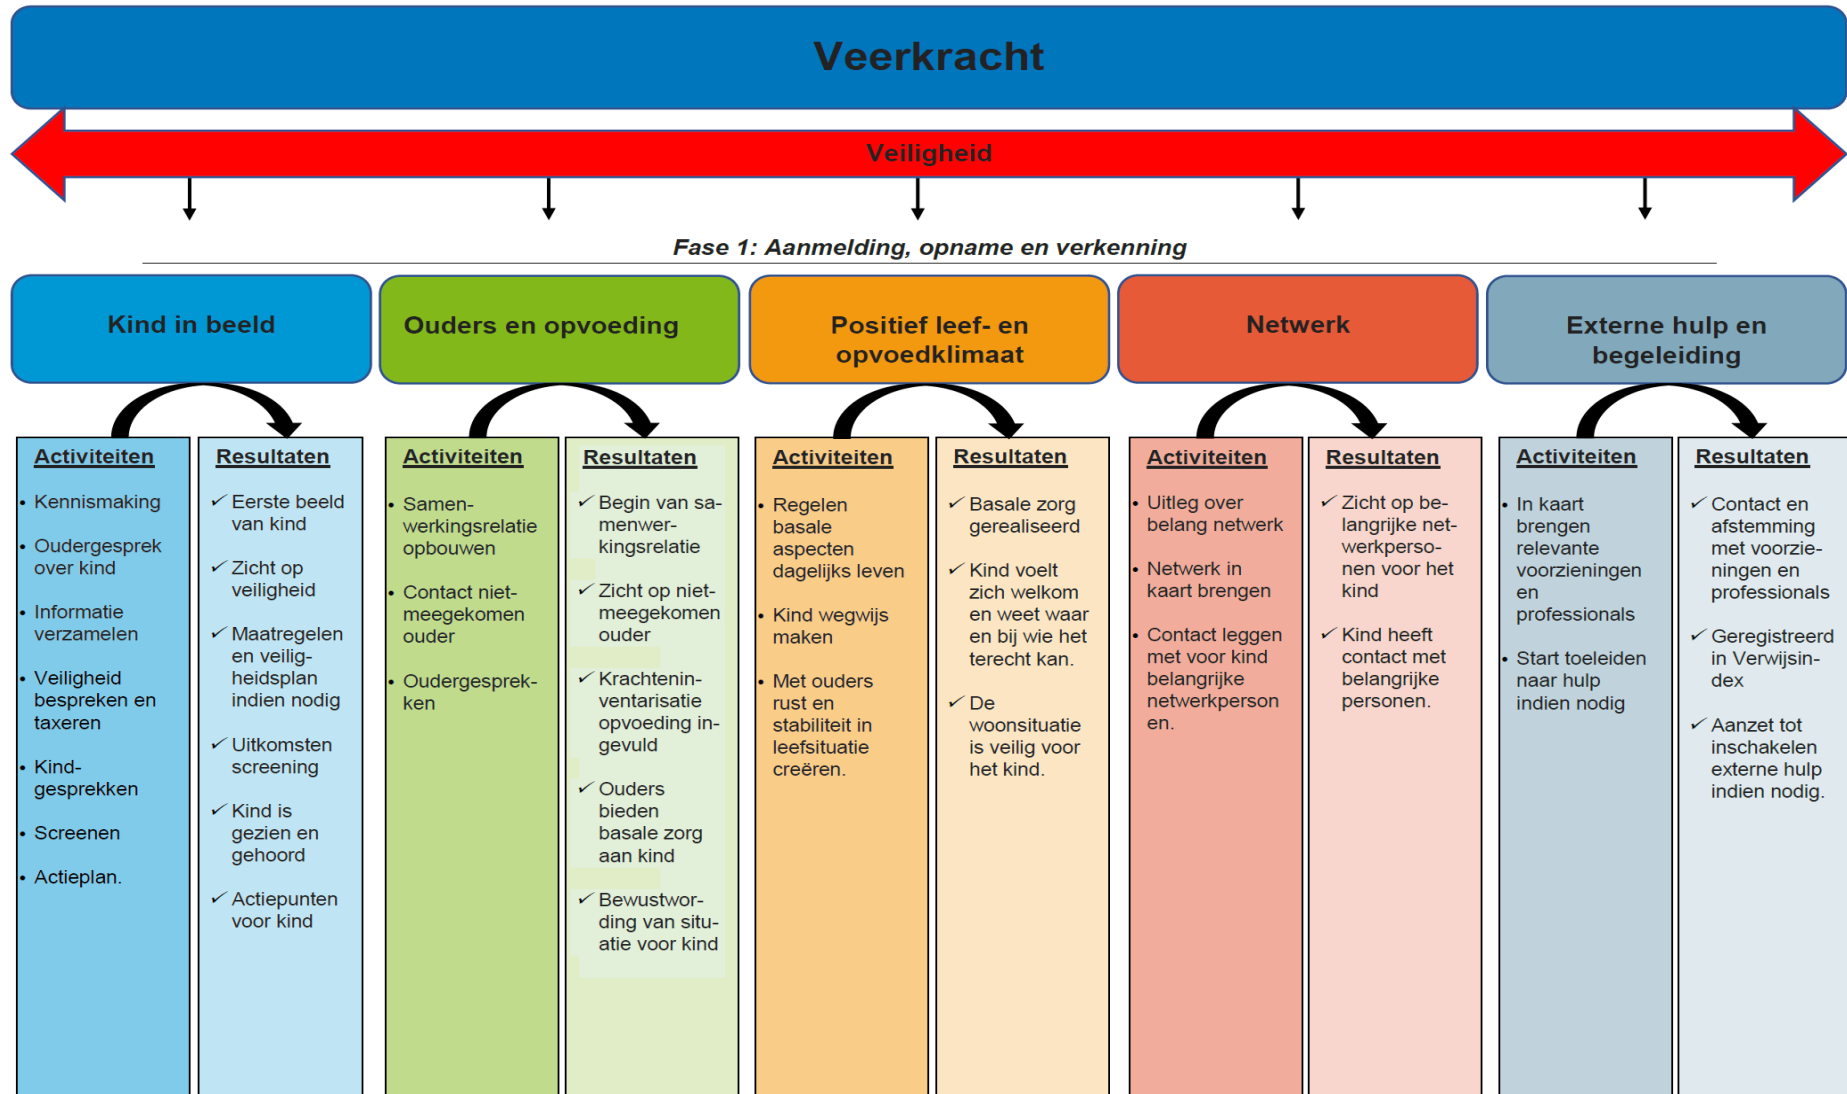 Veerkracht
Veiligheid
Fase 1: Aanmelding, opname en verkenning
Kind in beeld
Activiteiten
Kennismaking
Oudergesprek
over kind
Informatie
verzamelen
Veiligheid
bespreken en
taxeren
Kind-
gesprekken
Screenen
Actieplan.
Resultaten
Eerste beeld
van kind
Zicht op
veiligheid
Maatregelen
en veilig-
heidsplan
indien nodig
Uitkomsten
screening
Kind is
gezien en
gehoord
Actiepunten
voor kind
Ouders en opvoeding
Activiteiten
Samen-
werkingsrelatie
opbouwen
Contact niet-
meegekomen
ouder
Oudergesprek-
ken
Resultaten
Begin van sa-
menwer-
kingsrelatie
Zicht op niet-
meegekomen
ouder
Krachtenin-
ventarisatie
opvoeding in-
gevuld
Ouders
bieden
basale zorg
aan kind
Bewustwor-
ding van situ-
atie voor kind
Positief leef- en
opvoedklimaat
Activiteiten
Regelen
basale
aspecten
dagelijks leven
Kind wegwijs
maken
Met ouders
rust en
stabiliteit in
leefsituatie
creëren.
Resultaten
Basale zorg
gerealiseerd
Kind voelt
zich welkom
en weet waar
en bij wie het
terecht kan.
De
woonsituatie
is veilig voor
het kind.
Netwerk
Activiteiten
Uitleg over
belang netwerk
Netwerk in
kaart brengen
Contact leggen
met voor kind
belangrijke
netwerkperson
en.
Resultaten
Zicht op be-
langrijke net-
werkperso-
nen voor het
kind
Kind heeft
contact met
belangrijke
personen.
Externe hulp en
begeleiding
Activiteiten
In kaart
brengen
relevante
voorzieningen
en
professionals
Start toeleiden
naar hulp
indien nodig
Resultaten
Contact en
afstemming
met voorzie-
ningen en
professionals
Geregistreerd
in Verwijsin-
dex
Aanzet tot
inschakelen
externe hulp
indien nodig.